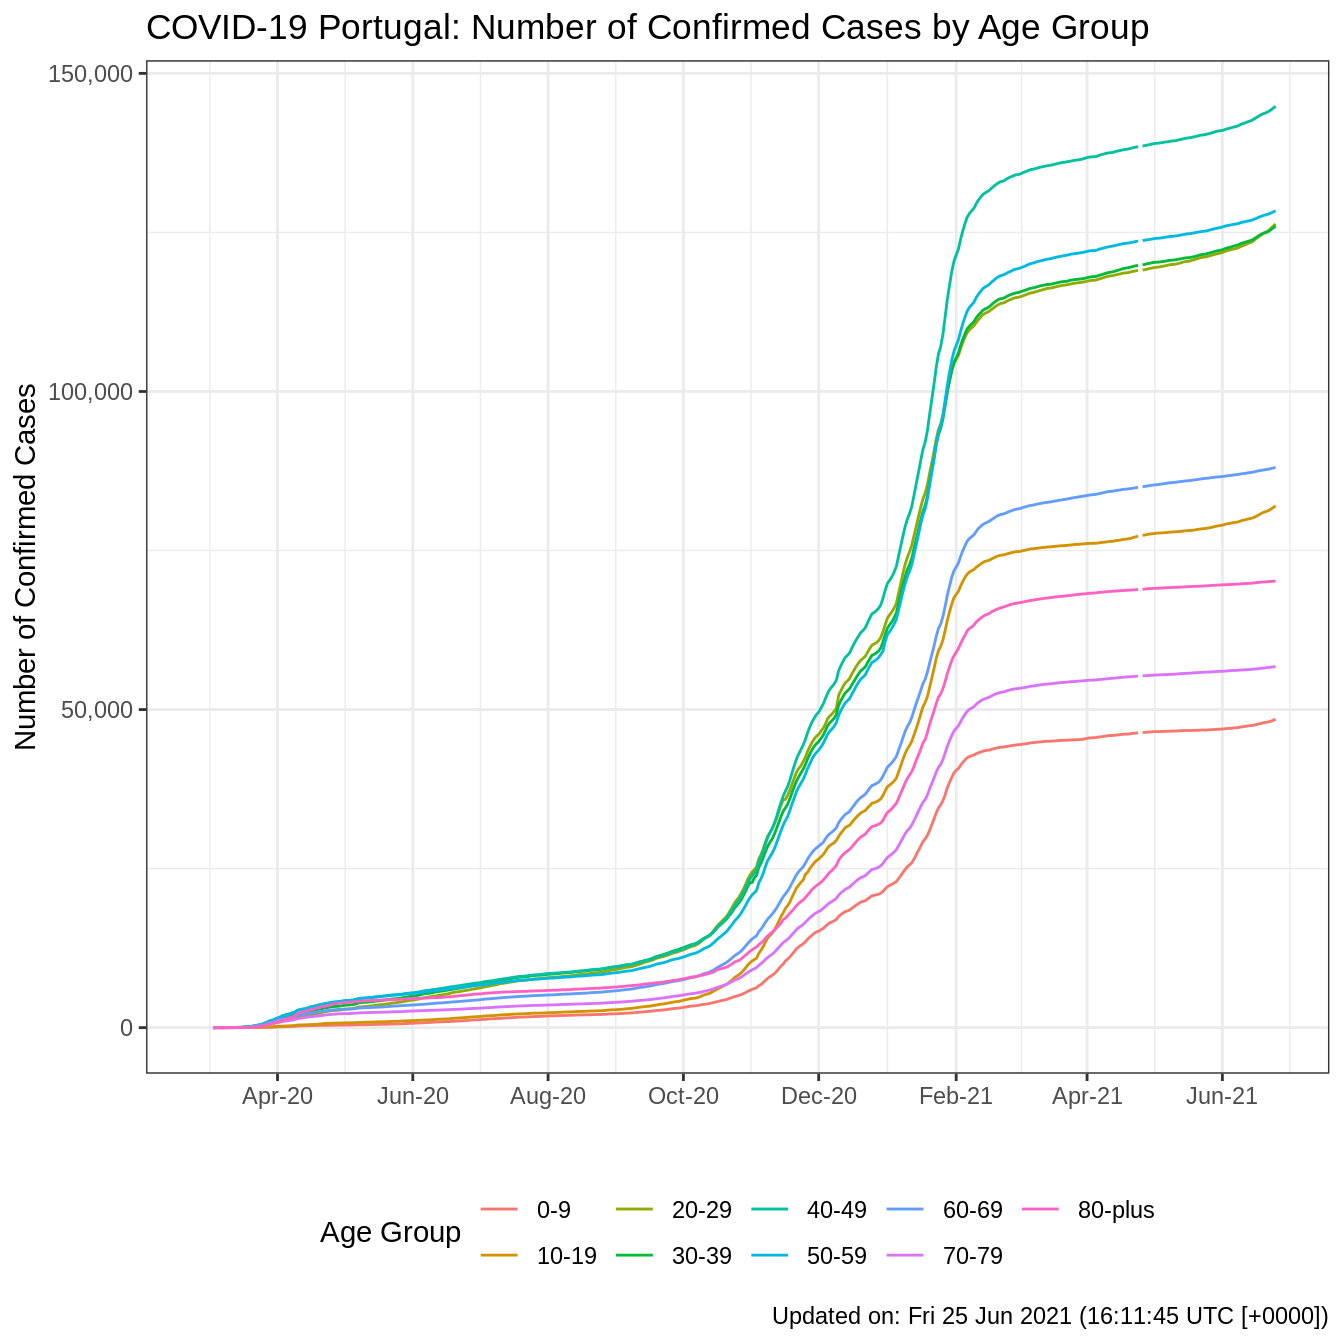 COVID-19 Portugal: Number of Confirmed Cases by Age Group
Number of Confirmed Cases
150,000
100,000
50,000
0
Apr-20 Jun-20 Aug-20 Oct-20 Dec-20 Feb-21 Apr-21 Jun-21
Age Group
0-9 20-29 40-49 60-69 80-plus
10-19 30-39 50-59 70-79
Updated on: Fri 25 Jun 2021 (16:11:45 UTC [+0000])